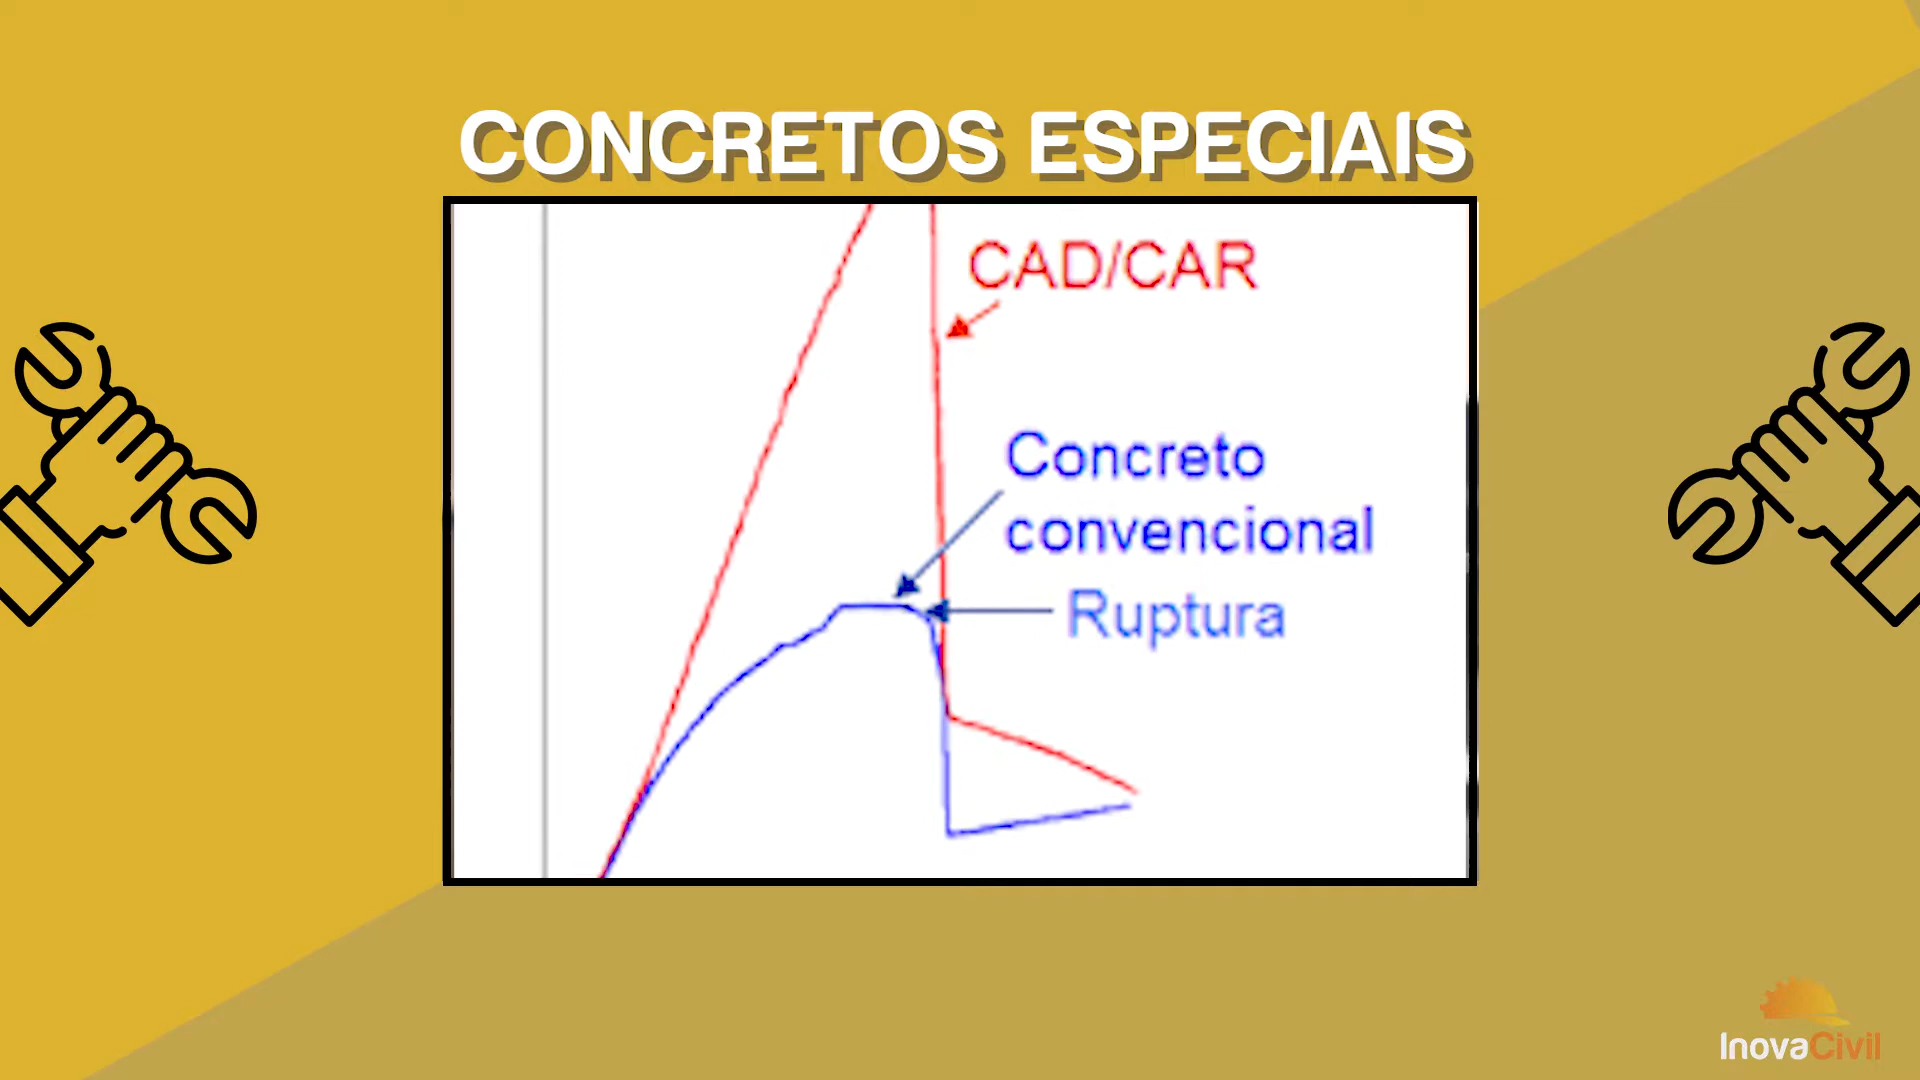 CONCRETOS ESPECIAIS
CAD/CAR
Concreto
convencional
Ruptura
InovaCivil